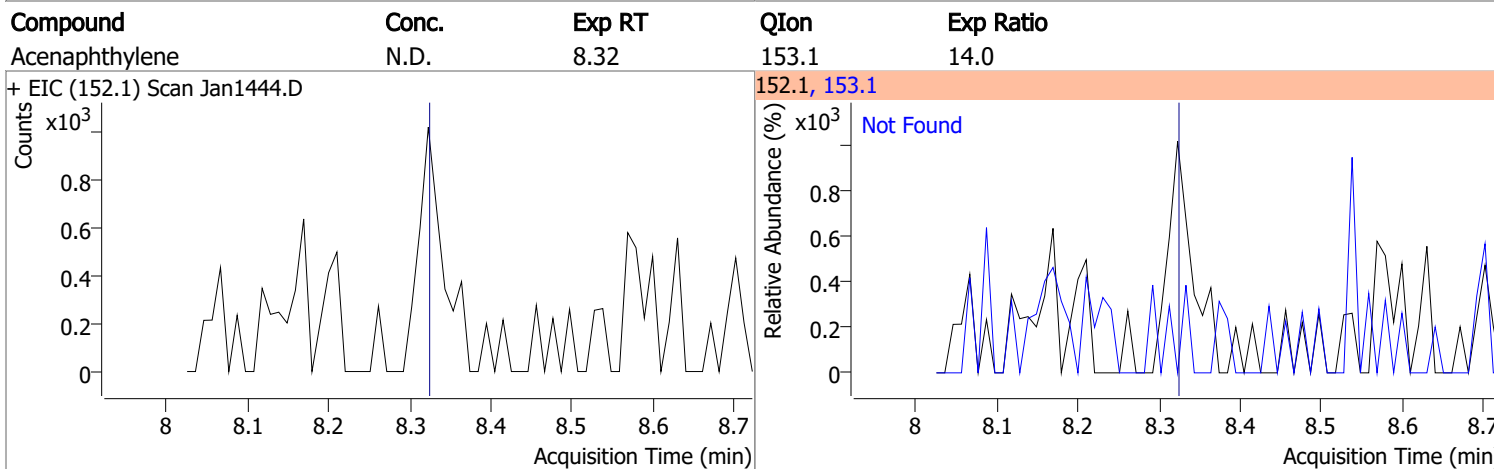 Compound Conc. Exp RT QIon Exp Ratio
Acenaphthylene N.D. 8.32 153.1 14.0
+ EIC (152.1) Scan Jan1444.D
Counts
x10³
0.8
0.6
0.4
0.2
0
8 8.1 8.2 8.3 8.4 8.5 8.6 8.7
Acquisition Time (min)
152.1, 153.1
Relative Abundance (%)
x10³
Not Found
0.8
0.6
0.4
0.2
0
8 8.1 8.2 8.3 8.4 8.5 8.6 8.7
Acquisition Time (min